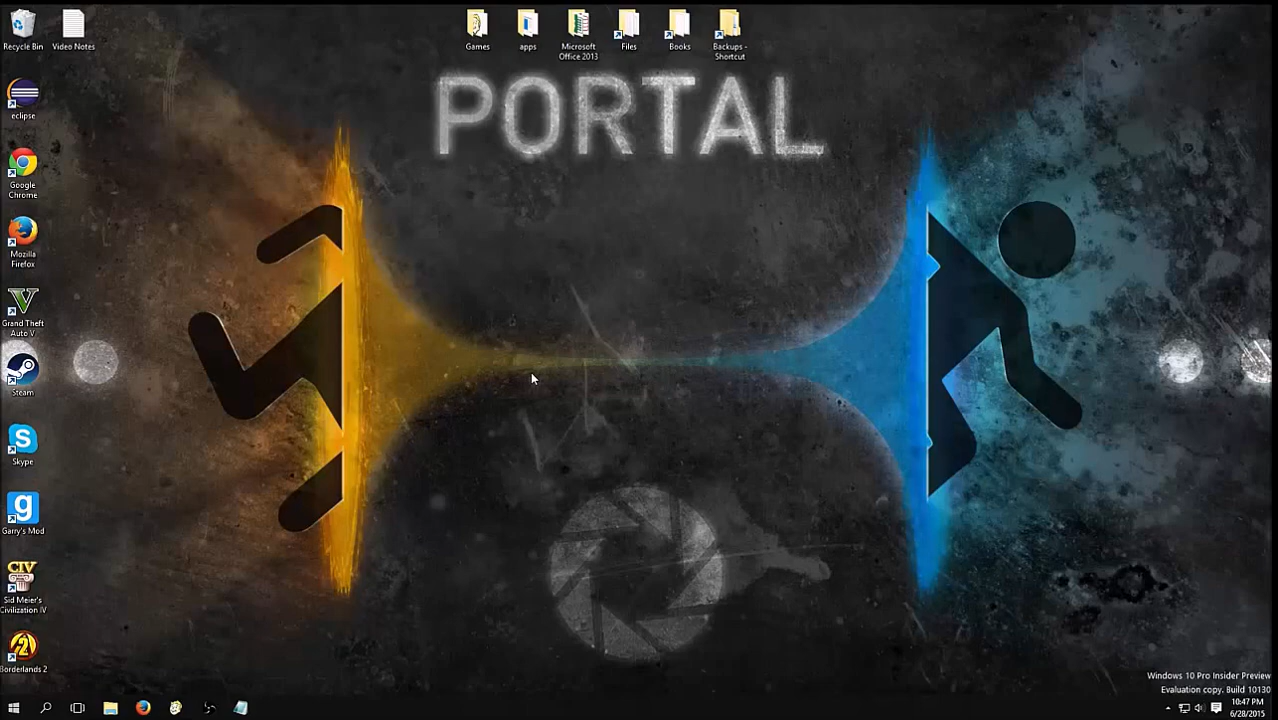 Recycle Bin
Video Notes
Games
apps
Microsoft
Office 2013
Files
Books
Backups -
Shortcut
PORTAL
eclipse
Google
Chrome
Mozilla
Firefox
Grand Theft
Auto V
Steam
Skype
Garry's Mod
CIV
Sid Meier's
Civilization IV
Borderlands 2
Windows 10 Pro Insider Preview
Evaluation copy. Build 10130
10:47 PM
6/28/2015